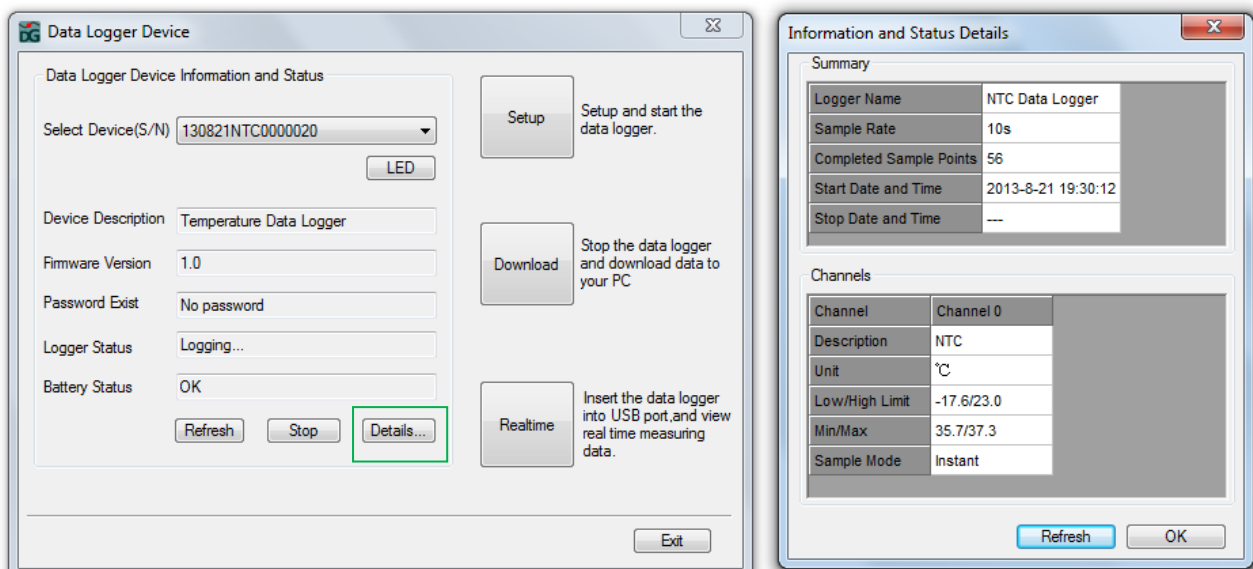 DG Data Logger Device
Data Logger Device Information and Status
Select Device(S/N) 130821NTC0000020
LED
Device Description Temperature Data Logger
Firmware Version 1.0
Password Exist No password
Logger Status Logging...
Battery Status OK
Refresh Stop Details...
Setup
Setup and start the
data logger.
Download
Stop the data logger
and download data to
your PC
Realtime
Insert the data logger
into USB port,and view
real time measuring
data.
Exit
Information and Status Details
Summary
Logger Name NTC Data Logger
Sample Rate 10s
Completed Sample Points 56
Start Date and Time 2013-8-21 19:30:12
Stop Date and Time ---
Channels
Channel Channel 0
Description NTC
Unit ℃
Low/High Limit -17.6/23.0
Min/Max 35.7/37.3
Sample Mode Instant
Refresh OK